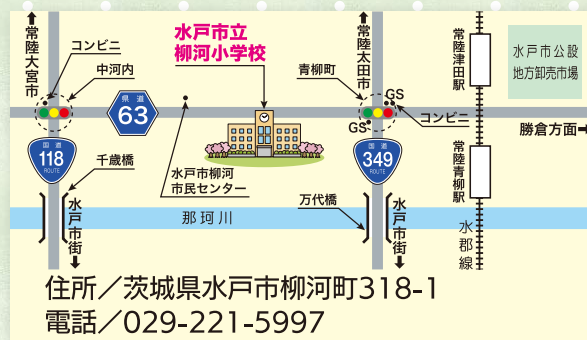 常陸大宮市
コンビニ
中河内
県道
63
水戸市立
柳河小学校
常陸太田市
青柳町
GS
GS
コンビニ
常陸津田駅
水戸市公設
地方卸売市場
勝倉方面
国道
118
ROUTE
千歳橋
水戸市柳河
市民センター
国道
349
ROUTE
常陸青柳駅
水戸市街
那珂川
万代橋
水戸市街
水郡線
住所/茨城県水戸市柳河町318-1
電話/029-221-5997